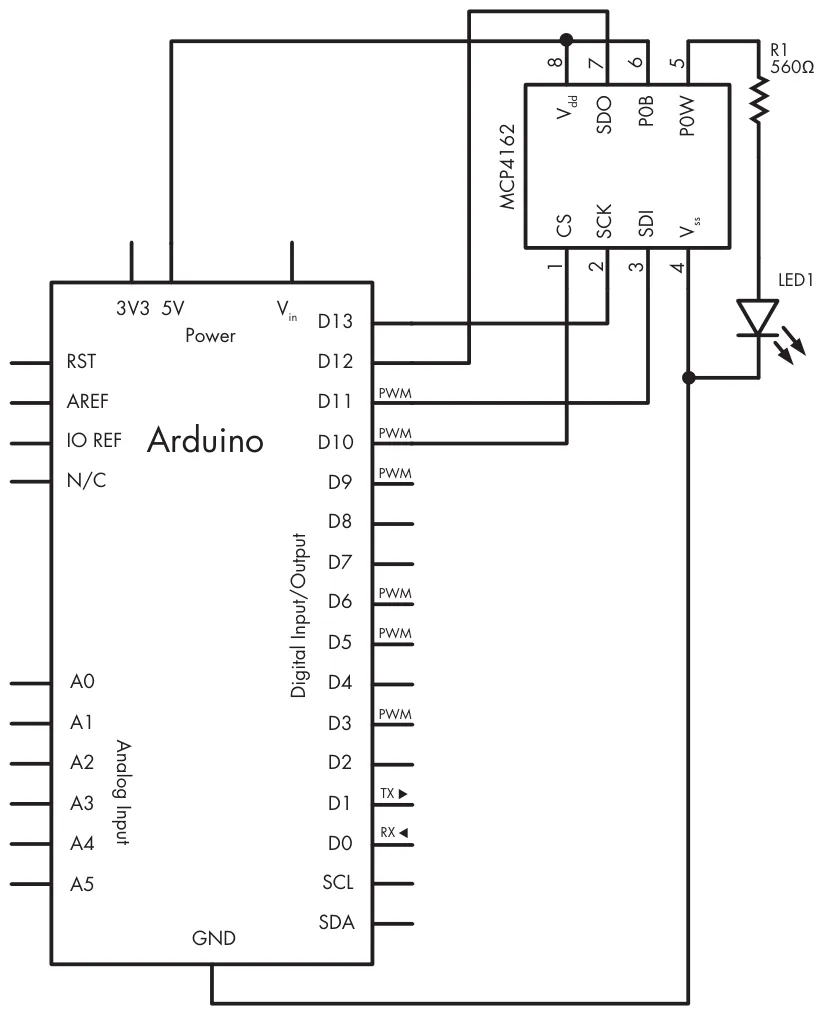 R1
560Ω
8
7
6
5
Vdd
SDO
P0B
P0W
MCP4162
CS
SCK
SDI
Vss
1
2
3
4
LED1
3V3 5V
Vin
Power
D13
RST
D12
AREF
D11 PWM
IO REF
Arduino
D10 PWM
N/C
D9 PWM
D8
Digital Input/Output
D7
D6 PWM
D5 PWM
A0
D4
A1
D3 PWM
Analog Input
A2
D2
A3
D1 TX ►
A4
D0 RX ◄
A5
SCL
SDA
GND